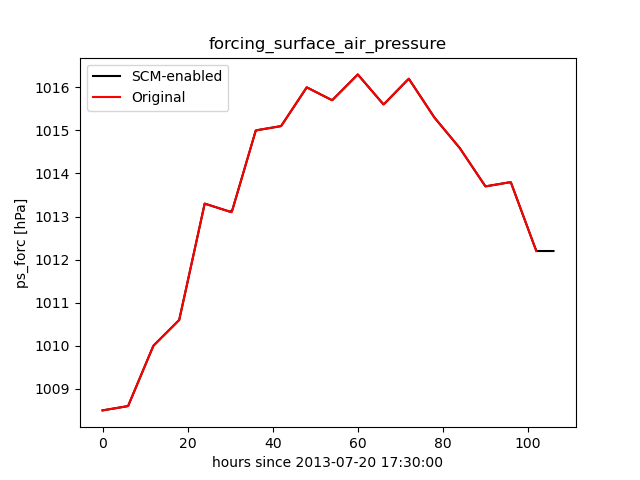 forcing_surface_air_pressure
SCM-enabled
Original
ps_forc [hPa]
1016
1015
1014
1013
1012
1011
1010
1009
0 20 40 60 80 100
hours since 2013-07-20 17:30:00